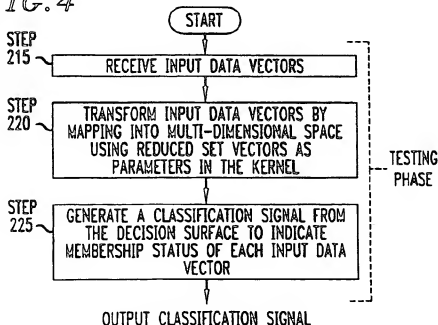 FIG. 4
START
STEP
215
RECEIVE INPUT DATA VECTORS
STEP
220
TRANSFORM INPUT DATA VECTORS BY
MAPPING INTO MULTI-DIMENSIONAL SPACE
USING REDUCED SET VECTORS AS
PARAMETERS IN THE KERNEL
TESTING
PHASE
STEP
225
GENERATE A CLASSIFICATION SIGNAL FROM
THE DECISION SURFACE TO INDICATE
MEMBERSHIP STATUS OF EACH INPUT DATA
VECTOR
OUTPUT CLASSIFICATION SIGNAL